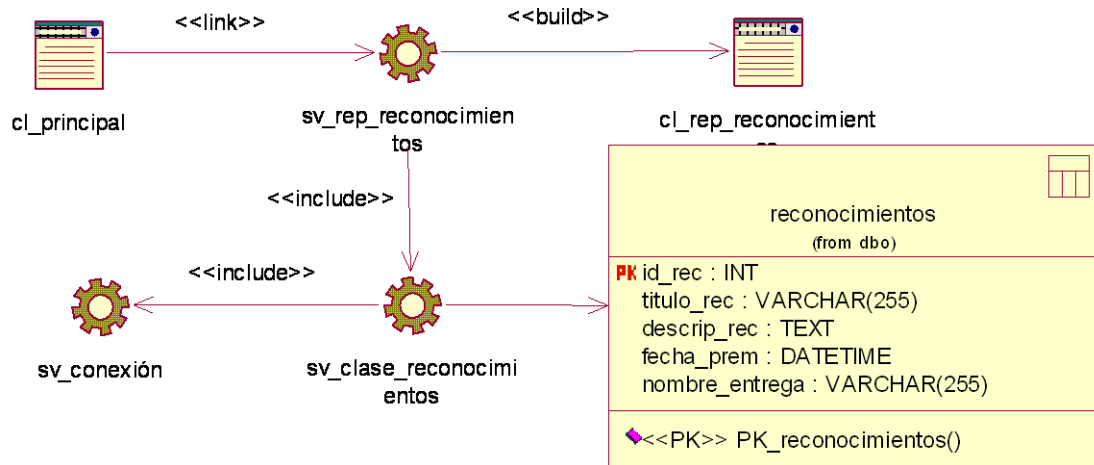 <<link>>
<<build>>
cl_principal
sv_rep_reconocimien
tos
cl_rep_reconocimient
<<include>>
reconocimientos
(from dbo)
PK id_rec : INT
titulo_rec : VARCHAR(255)
descrip_rec : TEXT
fecha_prem : DATETIME
nombre_entrega : VARCHAR(255)
<<PK>> PK_reconocimientos()
<<include>>
sv_conexión
sv_clase_reconocimi
entos